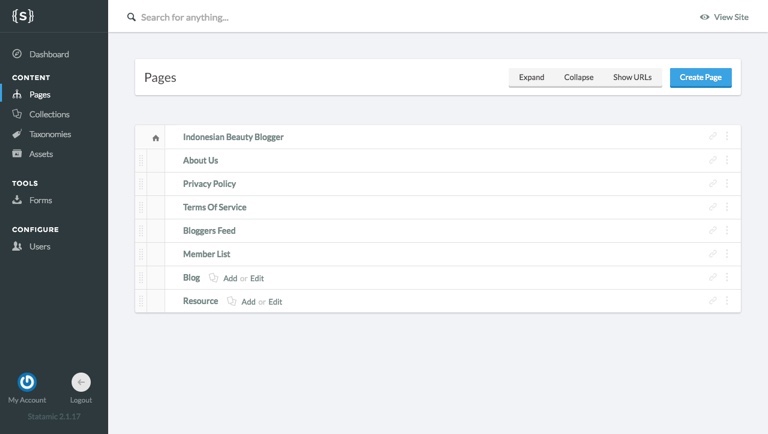 {S}
Search for anything...
View Site
Dashboard
CONTENT
Pages
Collections
Taxonomies
Assets
TOOLS
Forms
CONFIGURE
Users
My Account
Logout
Statamic 2.1.17
Pages
Expand Collapse Show URLs Create Page
Indonesian Beauty Blogger
About Us
Privacy Policy
Terms Of Service
Bloggers Feed
Member List
Blog Add or Edit
Resource Add or Edit